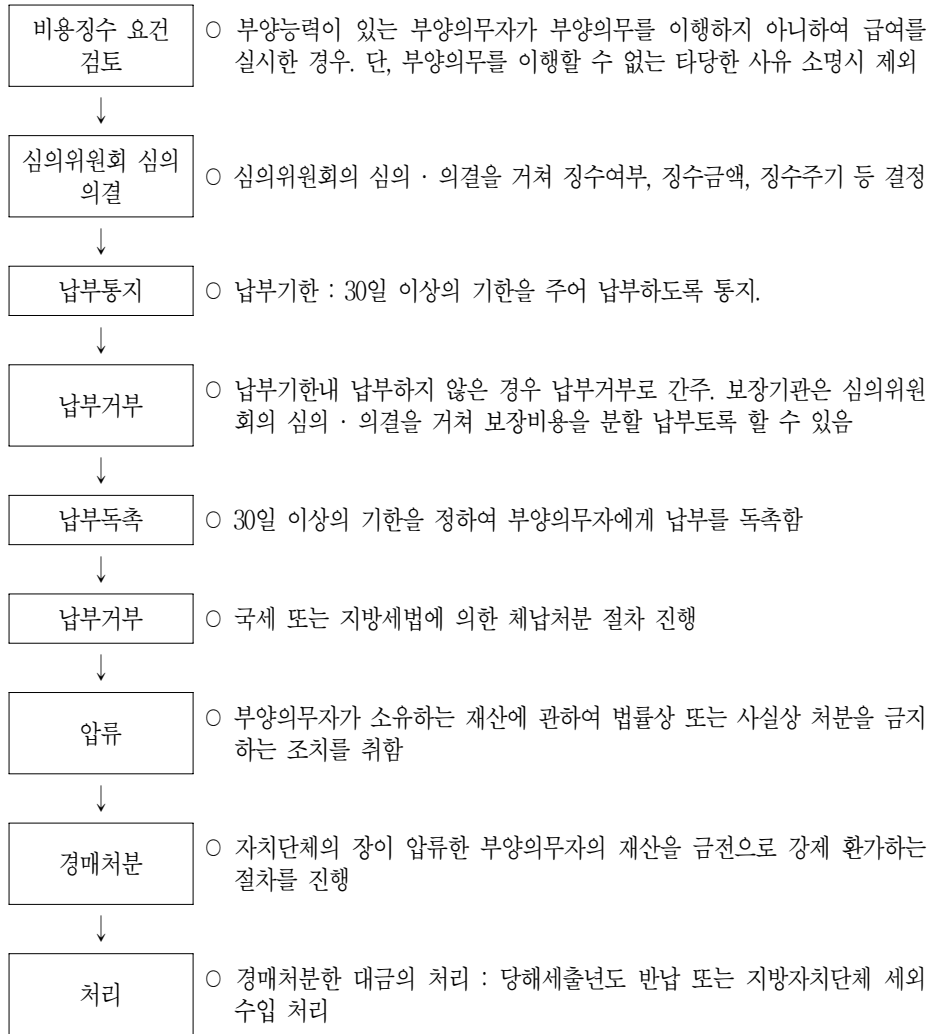 비용징수 요건
검토
○ 부양능력이 있는 부양의무자가 부양의무를 이행하지 아니하여 급여를
실시한 경우. 단, 부양의무를 이행할 수 없는 타당한 사유 소명시 제외
↓
심의위원회 심의
의결
○ 심의위원회의 심의 · 의결을 거쳐 징수여부, 징수금액, 징수주기 등 결정
↓
납부통지
○ 납부기한 : 30일 이상의 기한을 주어 납부하도록 통지.
↓
납부거부
○ 납부기한내 납부하지 않은 경우 납부거부로 간주. 보장기관은 심의위원
회의 심의 · 의결을 거쳐 보장비용을 분할 납부토록 할 수 있음
↓
납부독촉
○ 30일 이상의 기한을 정하여 부양의무자에게 납부를 독촉함
↓
납부거부
○ 국세 또는 지방세법에 의한 체납처분 절차 진행
↓
압류
○ 부양의무자가 소유하는 재산에 관하여 법률상 또는 사실상 처분을 금지
하는 조치를 취함
↓
경매처분
○ 자치단체의 장이 압류한 부양의무자의 재산을 금전으로 강제 환가하는
절차를 진행
↓
처리
○ 경매처분한 대금의 처리 : 당해세출년도 반납 또는 지방자치단체 세외
수입 처리